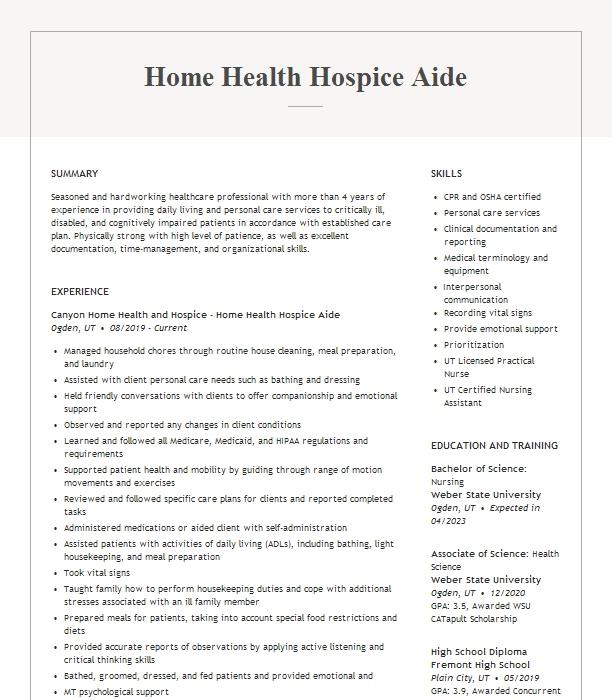 Home Health Hospice Aide
SUMMARY
Seasoned and hardworking healthcare professional with more than 4 years of
experience in providing daily living and personal care services to critically ill,
disabled, and cognitively impaired patients in accordance with established care
plan. Physically strong with high level of patience, as well as excellent
documentation, time-management, and organizational skills.
EXPERIENCE
Canyon Home Health and Hospice - Home Health Hospice Aide
Ogden, UT • 08/2019 - Current
• Managed household chores through routine house cleaning, meal preparation,
and laundry
• Assisted with client personal care needs such as bathing and dressing
• Held friendly conversations with clients to offer companionship and emotional
support
• Observed and reported any changes in client conditions
• Learned and followed all Medicare, Medicaid, and HIPAA regulations and
requirements
• Supported patient health and mobility by guiding through range of motion
movements and exercises
• Reviewed and followed specific care plans for clients and reported completed
tasks
• Administered medications or aided client with self-administration
• Assisted patients with activities of daily living (ADLs), including bathing, light
housekeeping, and meal preparation
• Took vital signs
• Taught family how to perform housekeeping duties and cope with additional
stresses associated with an ill family member
• Prepared meals for patients, taking into account special food restrictions and
diets
• Provided accurate reports of observations by applying active listening and
critical thinking skills
• Bathed, groomed, dressed, and fed patients and provided emotional and
• MT psychological support
SKILLS
• CPR and OSHA certified
• Personal care services
• Clinical documentation and
reporting
• Medical terminology and
equipment
• Interpersonal
communication
• Recording vital signs
• Provide emotional support
• Prioritization
• UT Licensed Practical
Nurse
• UT Certified Nursing
Assistant
EDUCATION AND TRAINING
Bachelor of Science:
Nursing
Weber State University
Ogden, UT • Expected in
04/2023
Associate of Science: Health
Science
Weber State University
Ogden, UT • 12/2020
GPA: 3.5, Awarded WSU
CATapult Scholarship
High School Diploma
Fremont High School
Plain City, UT • 05/2019
GPA: 3.9, Awarded Concurrent